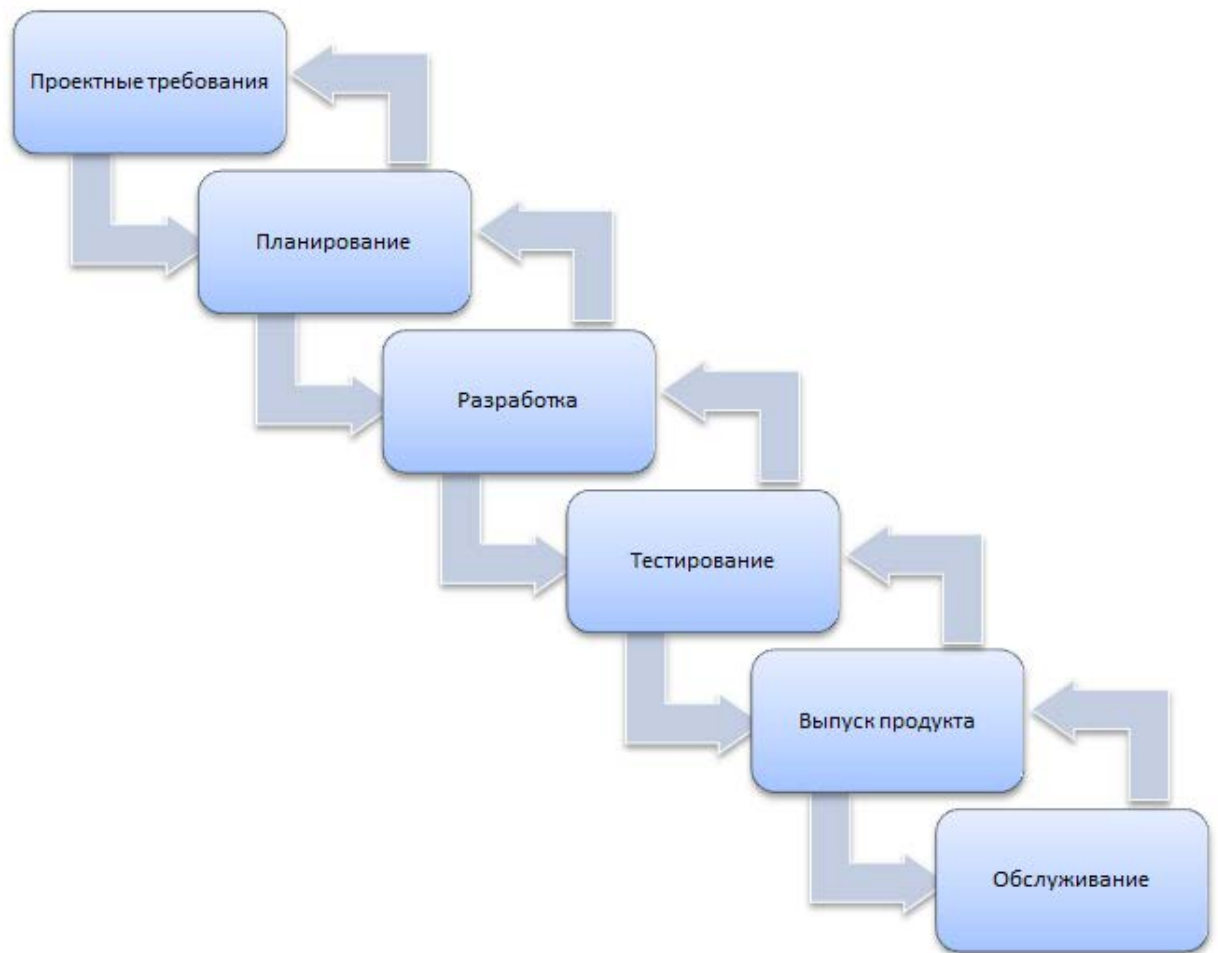 Проектные требования
Планирование
Разработка
Тестирование
Выпуск продукта
Обслуживание